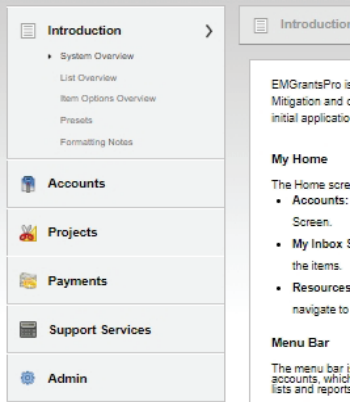 Introduction
System Overview
List Overview
Item Options Overview
Presets
Formatting Notes
Accounts
Projects
Payments
Support Services
Admin
Introduction
EMGrantsPro is
Mitigation and
initial applicatio
My Home
The Home scree
Accounts:
Screen.
My Inbox S
the items.
Resources
navigate to
Menu Bar
The menu bar i
accounts, which
lists and reports